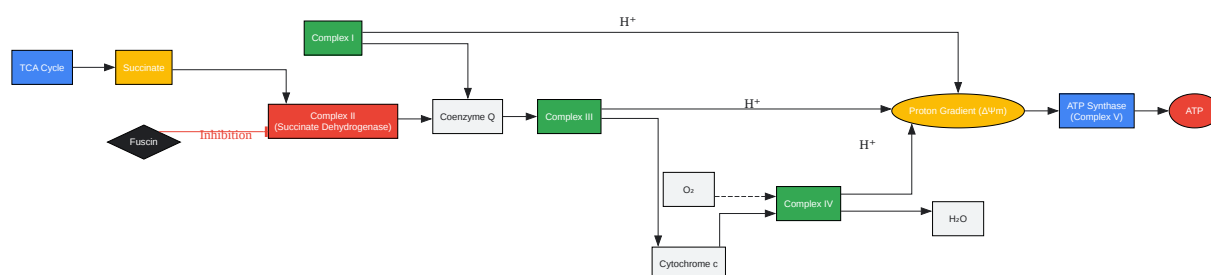 H⁺
Complex I
TCA Cycle
Succinate
Complex II
(Succinate Dehydrogenase)
Fuscin
Inhibition
Coenzyme Q
Complex III
H⁺
Proton Gradient (ΔΨm)
ATP Synthase
(Complex V)
ATP
H⁺
O₂
Complex IV
H₂O
Cytochrome c